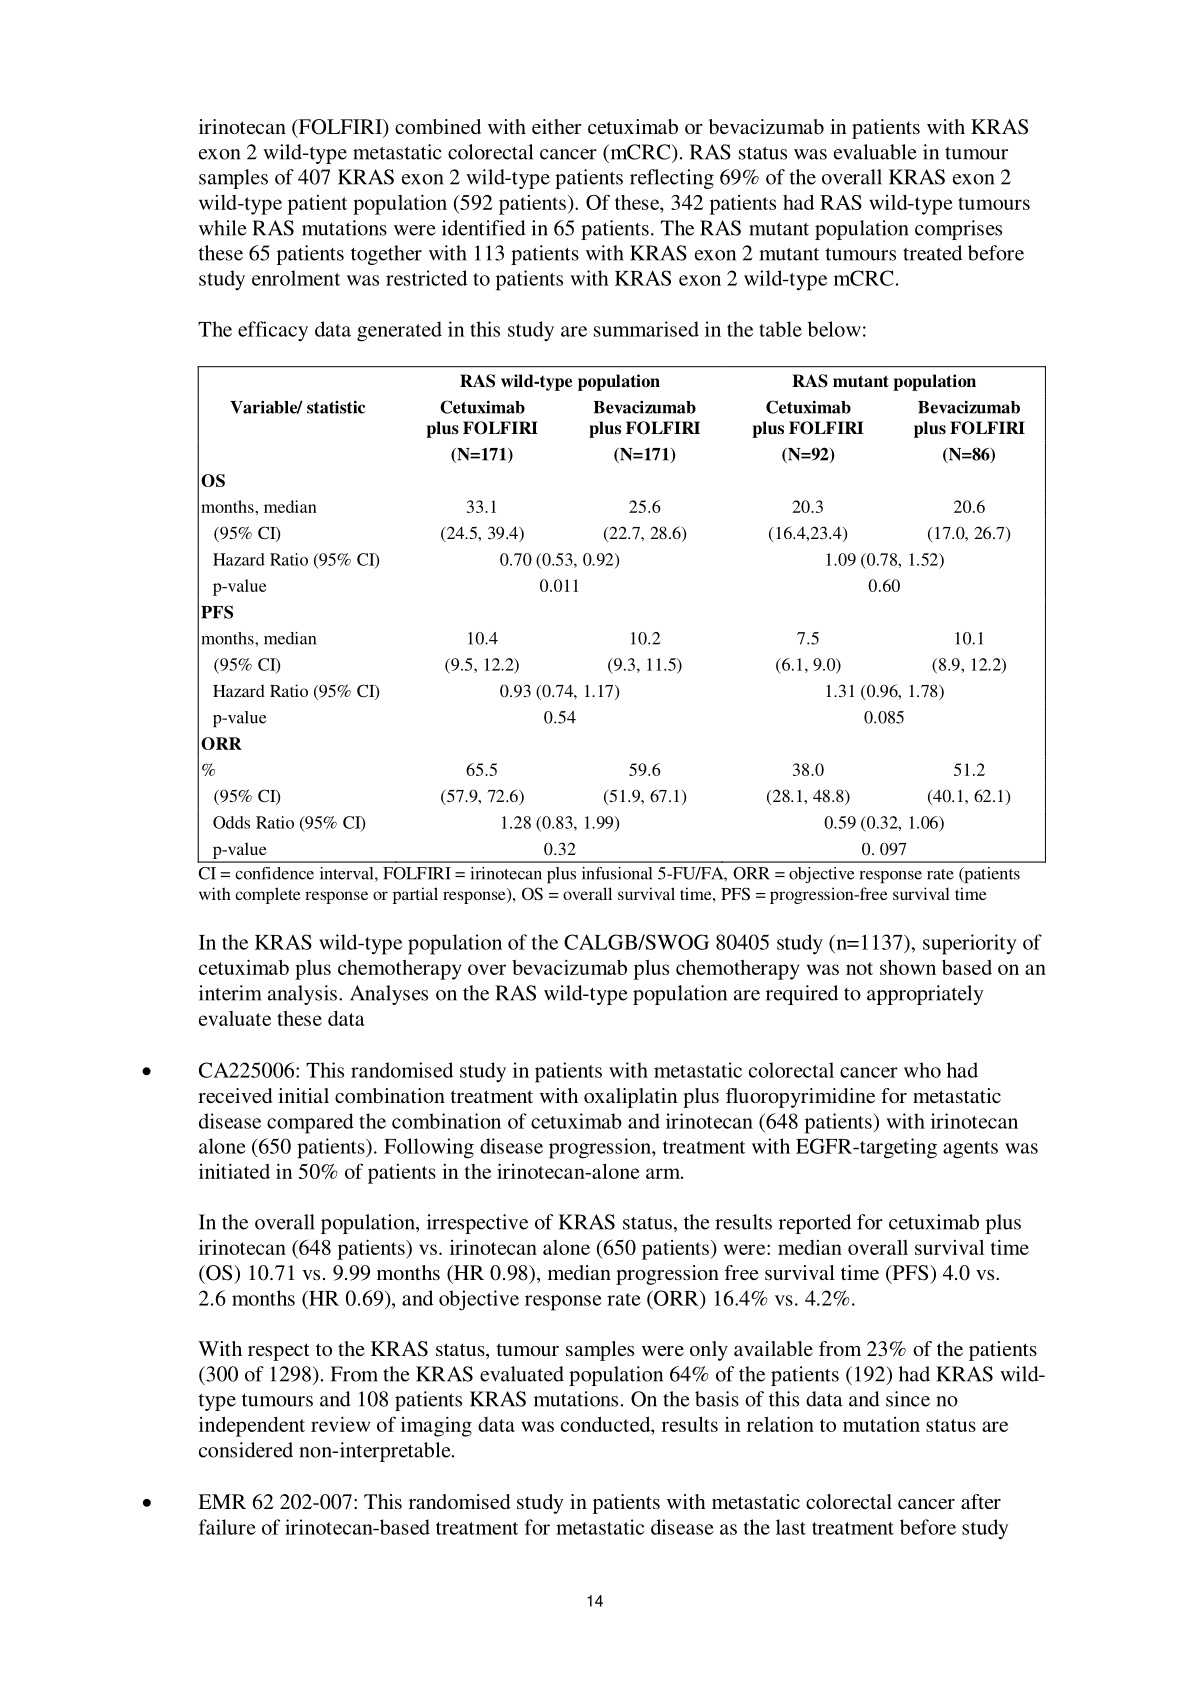 irinotecan (FOLFIRI) combined with either cetuximab or bevacizumab in patients with KRAS
exon 2 wild-type metastatic colorectal cancer (mCRC). RAS status was evaluable in tumour
samples of 407 KRAS exon 2 wild-type patients reflecting 69% of the overall KRAS exon 2
wild-type patient population (592 patients). Of these, 342 patients had RAS wild-type tumours
while RAS mutations were identified in 65 patients. The RAS mutant population comprises
these 65 patients together with 113 patients with KRAS exon 2 mutant tumours treated before
study enrolment was restricted to patients with KRAS exon 2 wild-type mCRC.
The efficacy data generated in this study are summarised in the table below:
RAS wild-type population RAS mutant population
Variable/ statistic Cetuximab Bevacizumab Cetuximab Bevacizumab
plus FOLFIRI plus FOLFIRI plus FOLFIRI plus FOLFIRI
(N=171) (N=171) (N=92) (N=86)
OS
months, median 33.1 25.6 20.3 20.6
(95% CI) (24.5, 39.4) (22.7, 28.6) (16.4,23.4) (17.0, 26.7)
Hazard Ratio (95% CI) 0.70 (0.53, 0.92) 1.09 (0.78, 1.52)
p-value 0.011 0.60
PFS
months, median 10.4 10.2 7.5 10.1
(95% CI) (9.5, 12.2) (9.3, 11.5) (6.1, 9.0) (8.9, 12.2)
Hazard Ratio (95% CI) 0.93 (0.74, 1.17) 1.31 (0.96, 1.78)
p-value 0.54 0.085
ORR
% 65.5 59.6 38.0 51.2
(95% CI) (57.9, 72.6) (51.9, 67.1) (28.1, 48.8) (40.1, 62.1)
Odds Ratio (95% CI) 1.28 (0.83, 1.99) 0.59 (0.32, 1.06)
p-value 0.32 0. 097
CI = confidence interval, FOLFIRI = irinotecan plus infusional 5-FU/FA, ORR = objective response rate (patients
with complete response or partial response), OS = overall survival time, PFS = progression-free survival time
In the KRAS wild-type population of the CALGB/SWOG 80405 study (n=1137), superiority of
cetuximab plus chemotherapy over bevacizumab plus chemotherapy was not shown based on an
interim analysis. Analyses on the RAS wild-type population are required to appropriately
evaluate these data
• CA225006: This randomised study in patients with metastatic colorectal cancer who had
received initial combination treatment with oxaliplatin plus fluoropyrimidine for metastatic
disease compared the combination of cetuximab and irinotecan (648 patients) with irinotecan
alone (650 patients). Following disease progression, treatment with EGFR-targeting agents was
initiated in 50% of patients in the irinotecan-alone arm.
In the overall population, irrespective of KRAS status, the results reported for cetuximab plus
irinotecan (648 patients) vs. irinotecan alone (650 patients) were: median overall survival time
(OS) 10.71 vs. 9.99 months (HR 0.98), median progression free survival time (PFS) 4.0 vs.
2.6 months (HR 0.69), and objective response rate (ORR) 16.4% vs. 4.2%.
With respect to the KRAS status, tumour samples were only available from 23% of the patients
(300 of 1298). From the KRAS evaluated population 64% of the patients (192) had KRAS wild-
type tumours and 108 patients KRAS mutations. On the basis of this data and since no
independent review of imaging data was conducted, results in relation to mutation status are
considered non-interpretable.
• EMR 62 202-007: This randomised study in patients with metastatic colorectal cancer after
failure of irinotecan-based treatment for metastatic disease as the last treatment before study
14